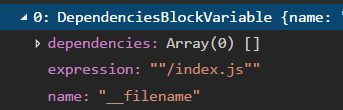 0: DependenciesBlockVariable {name: "
dependencies: Array(0) []
expression: ""/index.js""
name: "__filename"